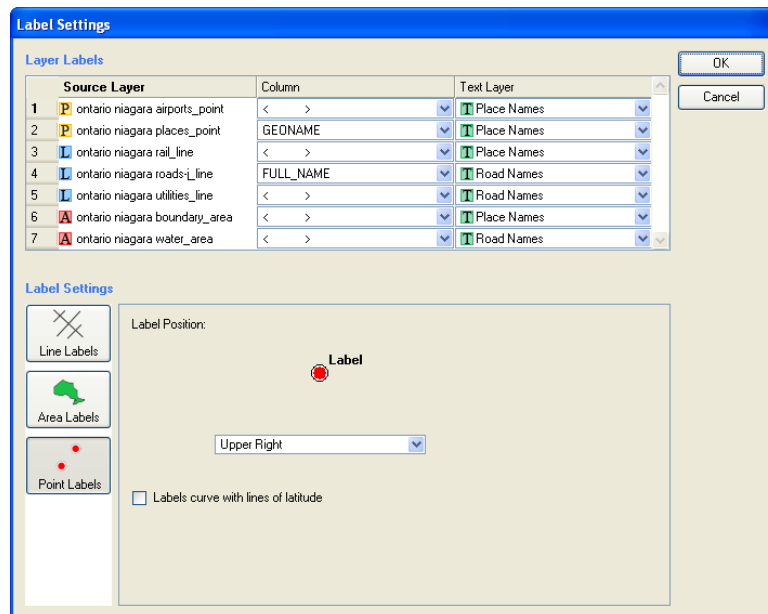 Label Settings
Layer Labels
OK
Cancel
Source Layer Column Text Layer
1 P ontario niagara airports_point < > T Place Names
2 P ontario niagara places_point GEONAME T Place Names
3 L ontario niagara rail_line < > T Place Names
4 L ontario niagara roads-j_line FULL_NAME T Road Names
5 L ontario niagara utilities_line < > T Road Names
6 A ontario niagara boundary_area < > T Place Names
7 A ontario niagara water_area < > T Road Names
Label Settings
Line Labels
Area Labels
Point Labels
Label Position:
Label
Upper Right
Labels curve with lines of latitude